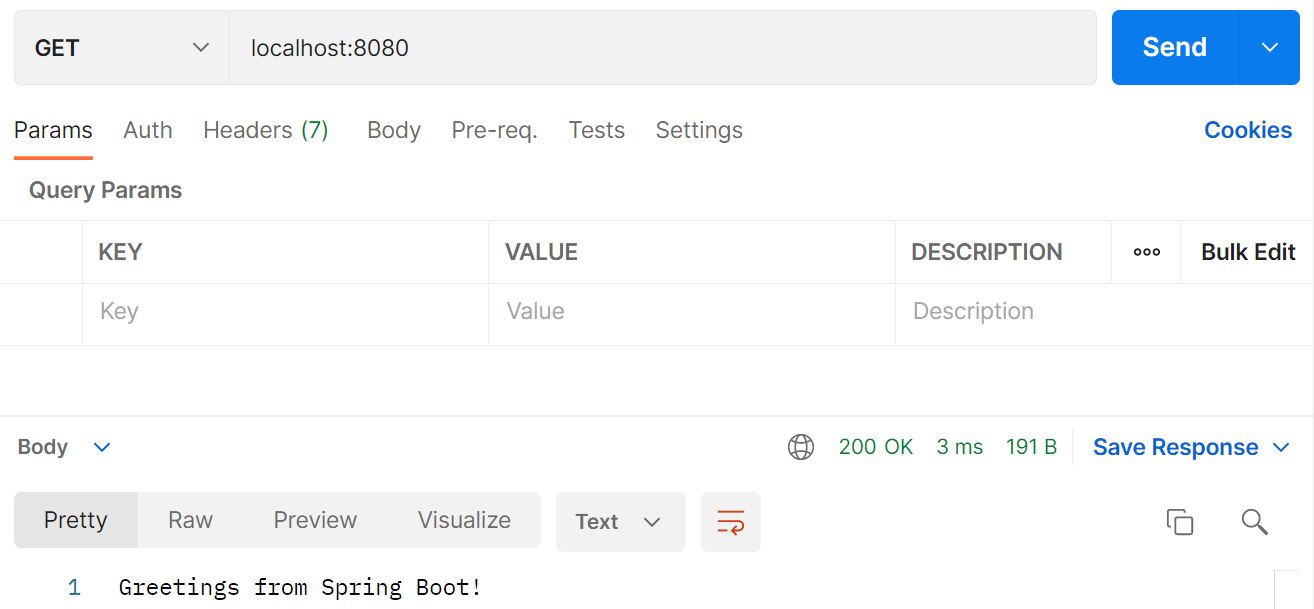 GET localhost:8080 Send
Params Auth Headers (7) Body Pre-req. Tests Settings Cookies
Query Params
KEY VALUE DESCRIPTION ooo Bulk Edit
Key Value Description
Body 200 OK 3 ms 191 B Save Response
Pretty Raw Preview Visualize Text
1 Greetings from Spring Boot!